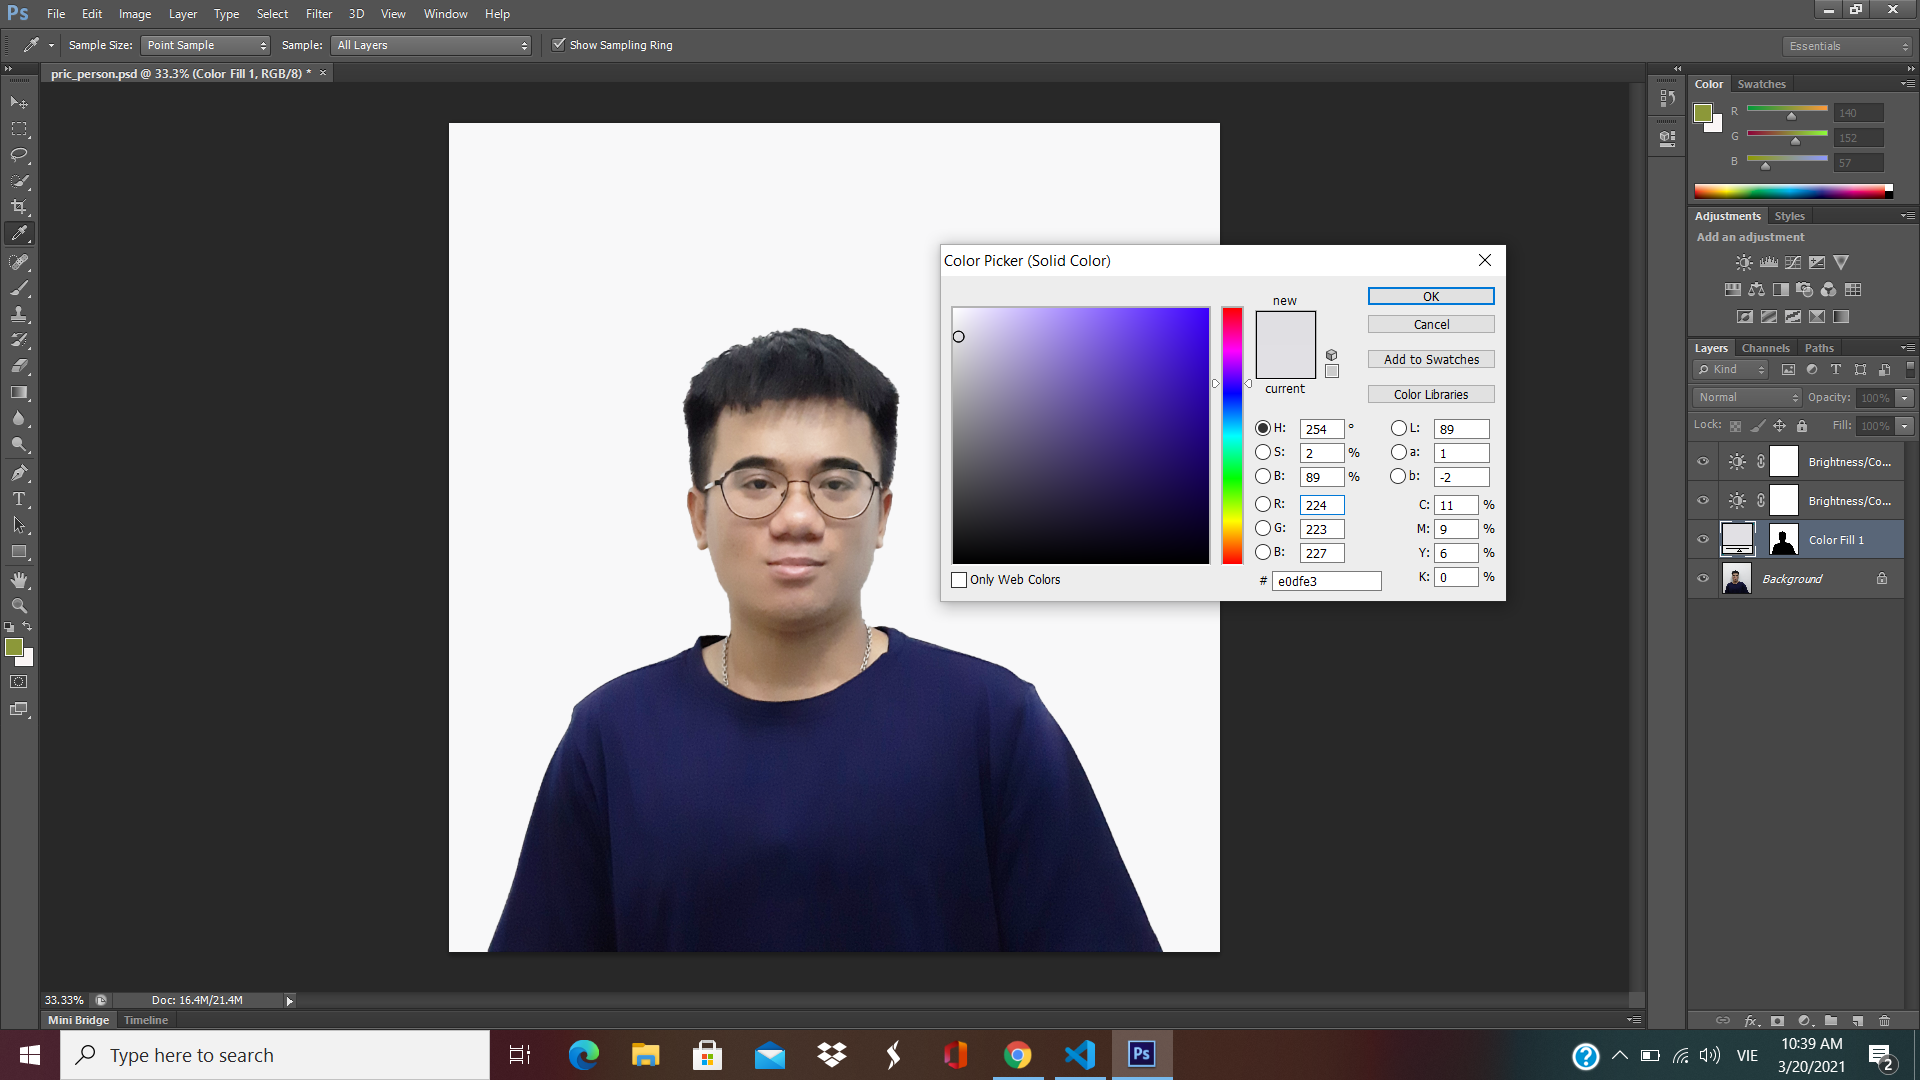 Ps File Edit Image Layer Type Select Filter 3D View Window Help
Sample Size: Point Sample Sample: All Layers Show Sampling Ring Essentials
pric_person.psd @ 33.3% (Color Fill 1, RGB/8) * ×
Color Swatches
R 140
G 152
B 57
Adjustments Styles
Add an adjustment
Layers Channels Paths
Kind
Normal Opacity: 100%
Lock: Fill: 100%
Brightness/Co...
Brightness/Co...
Color Fill 1
Background
Color Picker (Solid Color)
new
current
OK
Cancel
Add to Swatches
Color Libraries
H: 254 ° L: 89
S: 2 % a: 1
B: 89 % b: -2
R: 224 C: 11 %
G: 223 M: 9 %
B: 227 Y: 6 %
Only Web Colors # e0dfe3 K: 0 %
T
33.33% Doc: 16.4M/21.4M
Mini Bridge Timeline
Type here to search
Ps
VIE
10:39 AM
3/20/2021
2